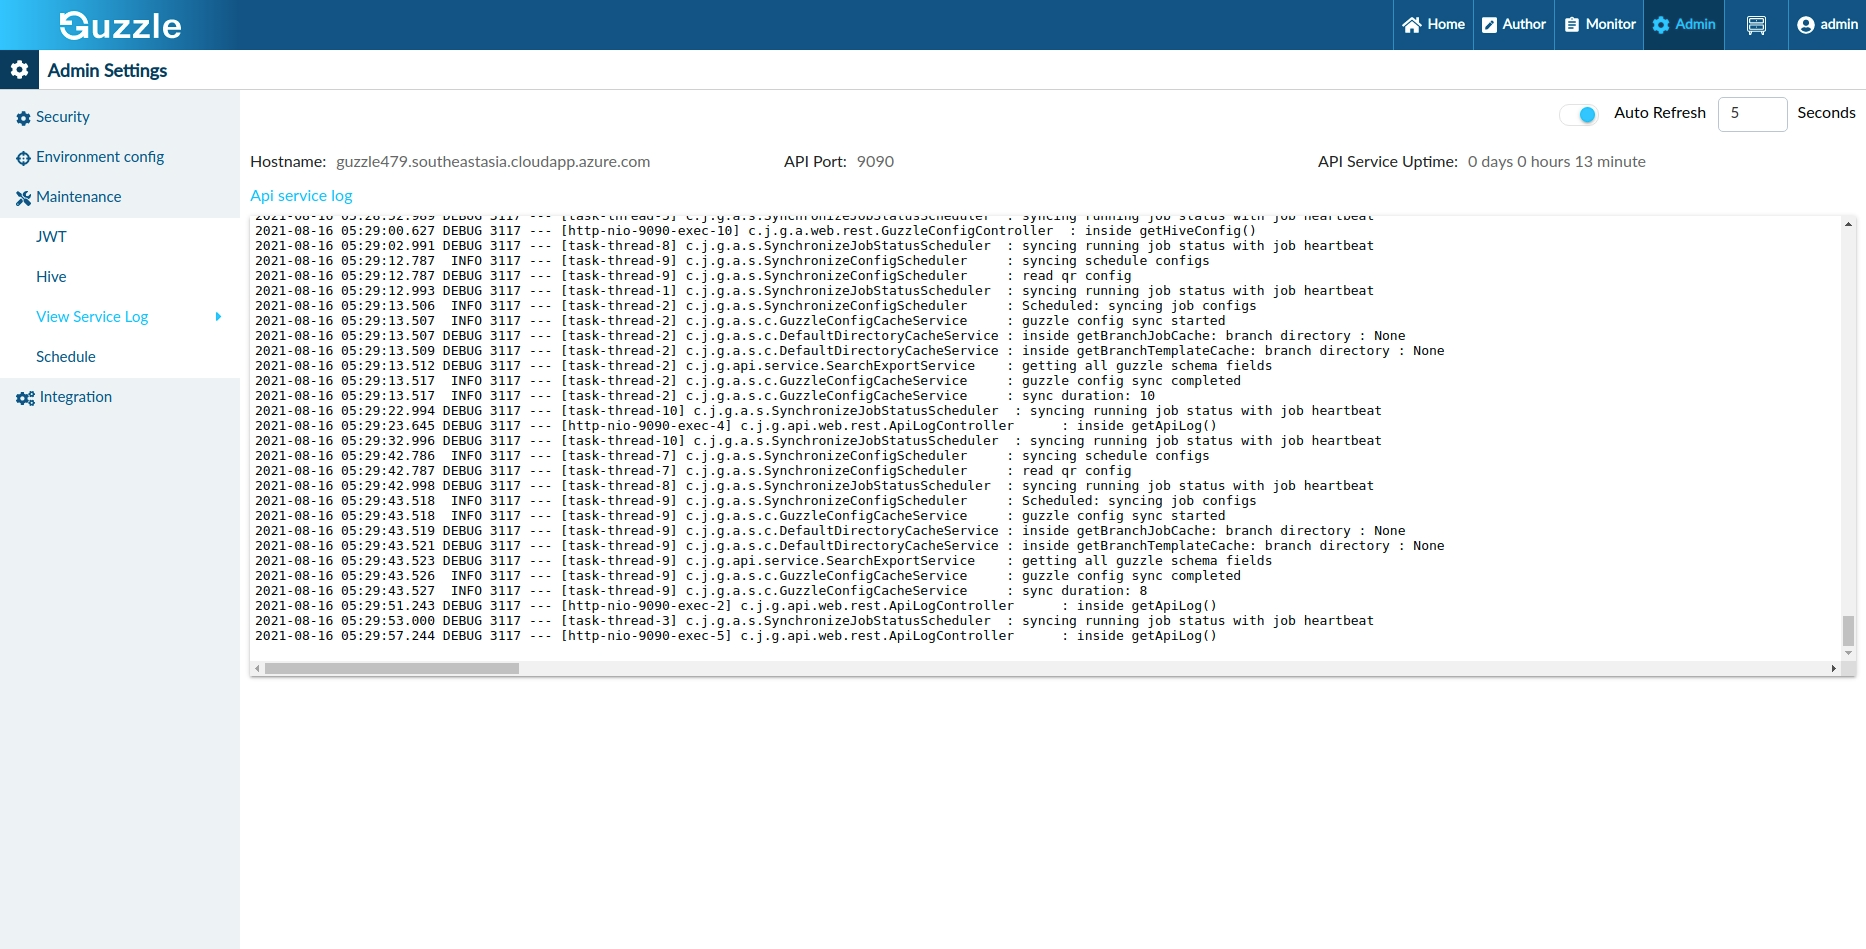 Guzzle
Home Author Monitor Admin admin
Admin Settings
Security
Environment config
Maintenance
JWT
Hive
View Service Log
Schedule
Integration
Auto Refresh 5 Seconds
Hostname: guzzle479.southeastasia.cloudapp.azure.com API Port: 9090 API Service Uptime: 0 days 0 hours 13 minute
Api service log
2021-08-16 05:28:52.989 DEBUG 3117 --- [task-thread-5] c.j.g.a.s.SynchronizeJobStatusScheduler : syncing running job status with job heartbeat
2021-08-16 05:29:00.627 DEBUG 3117 --- [http-nio-9090-exec-10] c.j.g.a.web.rest.GuzzleConfigController : inside getHiveConfig()
2021-08-16 05:29:02.991 DEBUG 3117 --- [task-thread-8] c.j.g.a.s.SynchronizeJobStatusScheduler : syncing running job status with job heartbeat
2021-08-16 05:29:12.787 INFO 3117 --- [task-thread-9] c.j.g.a.s.SynchronizeConfigScheduler : syncing schedule configs
2021-08-16 05:29:12.787 DEBUG 3117 --- [task-thread-9] c.j.g.a.s.SynchronizeConfigScheduler : read qr config
2021-08-16 05:29:12.993 DEBUG 3117 --- [task-thread-1] c.j.g.a.s.SynchronizeJobStatusScheduler : syncing running job status with job heartbeat
2021-08-16 05:29:13.506 INFO 3117 --- [task-thread-2] c.j.g.a.s.SynchronizeConfigScheduler : Scheduled: syncing job configs
2021-08-16 05:29:13.507 INFO 3117 --- [task-thread-2] c.j.g.a.s.c.GuzzleConfigCacheService : guzzle config sync started
2021-08-16 05:29:13.507 DEBUG 3117 --- [task-thread-2] c.j.g.a.s.c.DefaultDirectoryCacheService : inside getBranchJobCache: branch directory : None
2021-08-16 05:29:13.509 DEBUG 3117 --- [task-thread-2] c.j.g.a.s.c.DefaultDirectoryCacheService : inside getBranchTemplateCache: branch directory : None
2021-08-16 05:29:13.512 DEBUG 3117 --- [task-thread-2] c.j.g.api.service.SearchExportService : getting all guzzle schema fields
2021-08-16 05:29:13.517 INFO 3117 --- [task-thread-2] c.j.g.a.s.c.GuzzleConfigCacheService : guzzle config sync completed
2021-08-16 05:29:13.517 INFO 3117 --- [task-thread-2] c.j.g.a.s.c.GuzzleConfigCacheService : sync duration: 10
2021-08-16 05:29:22.994 DEBUG 3117 --- [task-thread-10] c.j.g.a.s.SynchronizeJobStatusScheduler : syncing running job status with job heartbeat
2021-08-16 05:29:23.645 DEBUG 3117 --- [http-nio-9090-exec-4] c.j.g.api.web.rest.ApiLogController : inside getApiLog()
2021-08-16 05:29:32.996 DEBUG 3117 --- [task-thread-10] c.j.g.a.s.SynchronizeJobStatusScheduler : syncing running job status with job heartbeat
2021-08-16 05:29:42.786 INFO 3117 --- [task-thread-7] c.j.g.a.s.SynchronizeConfigScheduler : syncing schedule configs
2021-08-16 05:29:42.787 DEBUG 3117 --- [task-thread-7] c.j.g.a.s.SynchronizeConfigScheduler : read qr config
2021-08-16 05:29:42.998 DEBUG 3117 --- [task-thread-8] c.j.g.a.s.SynchronizeJobStatusScheduler : syncing running job status with job heartbeat
2021-08-16 05:29:43.518 INFO 3117 --- [task-thread-9] c.j.g.a.s.SynchronizeConfigScheduler : Scheduled: syncing job configs
2021-08-16 05:29:43.518 INFO 3117 --- [task-thread-9] c.j.g.a.s.c.GuzzleConfigCacheService : guzzle config sync started
2021-08-16 05:29:43.519 DEBUG 3117 --- [task-thread-9] c.j.g.a.s.c.DefaultDirectoryCacheService : inside getBranchJobCache: branch directory : None
2021-08-16 05:29:43.521 DEBUG 3117 --- [task-thread-9] c.j.g.a.s.c.DefaultDirectoryCacheService : inside getBranchTemplateCache: branch directory : None
2021-08-16 05:29:43.523 DEBUG 3117 --- [task-thread-9] c.j.g.api.service.SearchExportService : getting all guzzle schema fields
2021-08-16 05:29:43.526 INFO 3117 --- [task-thread-9] c.j.g.a.s.c.GuzzleConfigCacheService : guzzle config sync completed
2021-08-16 05:29:43.527 INFO 3117 --- [task-thread-9] c.j.g.a.s.c.GuzzleConfigCacheService : sync duration: 8
2021-08-16 05:29:51.243 DEBUG 3117 --- [http-nio-9090-exec-2] c.j.g.api.web.rest.ApiLogController : inside getApiLog()
2021-08-16 05:29:53.000 DEBUG 3117 --- [task-thread-3] c.j.g.a.s.SynchronizeJobStatusScheduler : syncing running job status with job heartbeat
2021-08-16 05:29:57.244 DEBUG 3117 --- [http-nio-9090-exec-5] c.j.g.api.web.rest.ApiLogController : inside getApiLog()